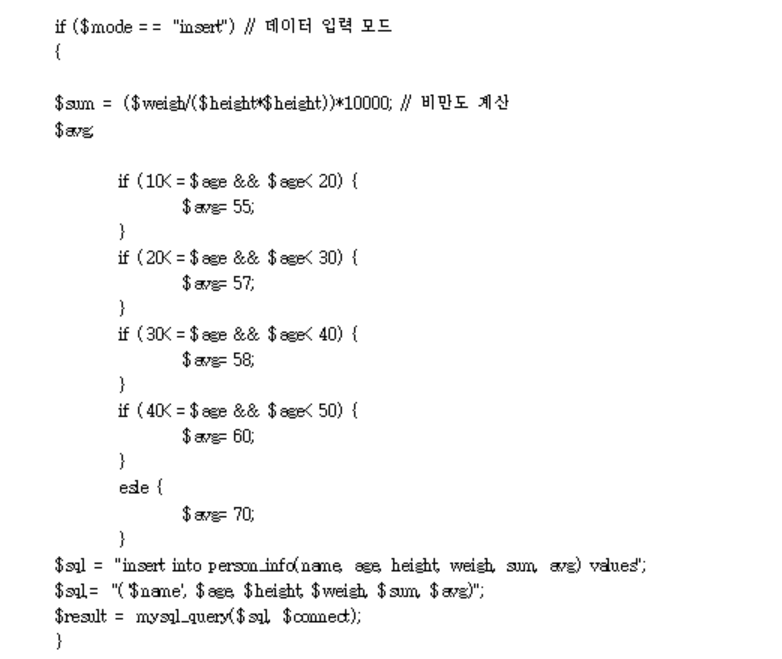 if ($mode == "insert") // 데이터 입력 모드
{
$sum = ($weigh/($height*$height))*10000; // 비만도 계산
$avg;
if (10<=$age && $age< 20) {
$avg= 55;
}
if (20<=$age && $age< 30) {
$avg= 57;
}
if (30<=$age && $age< 40) {
$avg= 58;
}
if (40<=$age && $age< 50) {
$avg= 60;
}
esle {
$avg= 70;
}
$sql = "insert into person_info(name, age, height, weigh, sum, avg) values";
$sql= "('$name', $age, $height, $weigh, $sum, $avg)";
$result = mysql_query($sql, $connect);
}